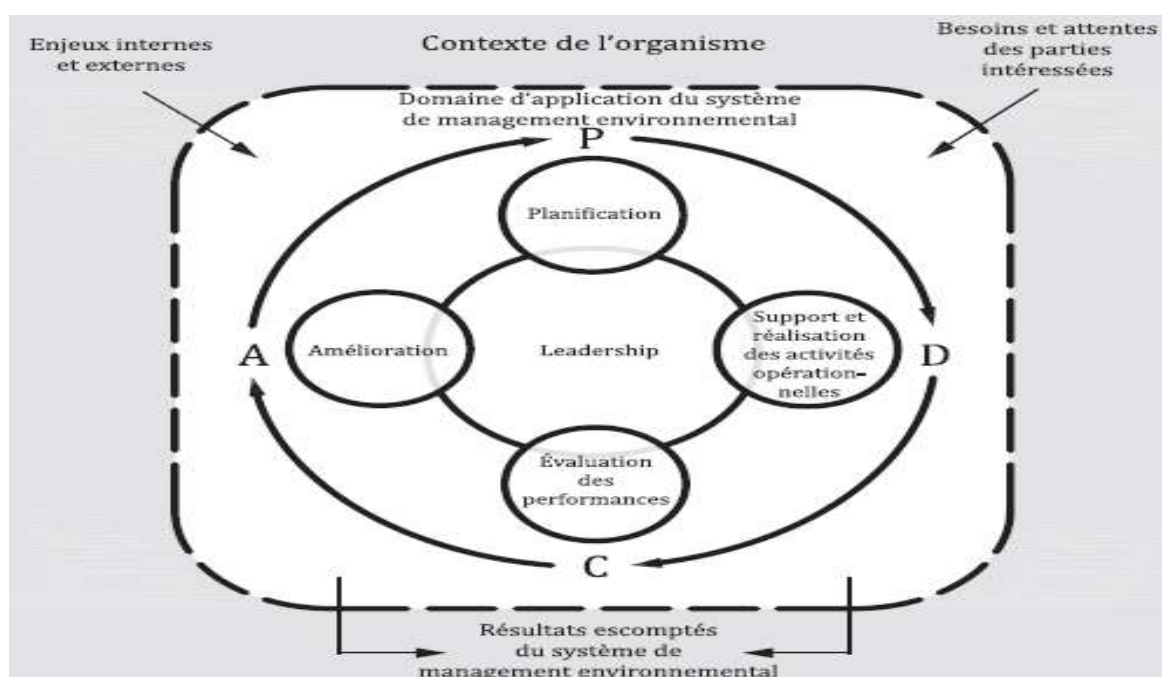 Enjeux internes
et externes
Contexte de l'organisme
Besoins et attentes
des parties
intéressées
Domaine d'application du système
de management environnemental
P
Planification
A
Amélioration
Leadership
Support et
réalisation
des activités
opération-
nelles
D
Évaluation
des
performances
C
Résultats escomptés
du système de
management environnemental